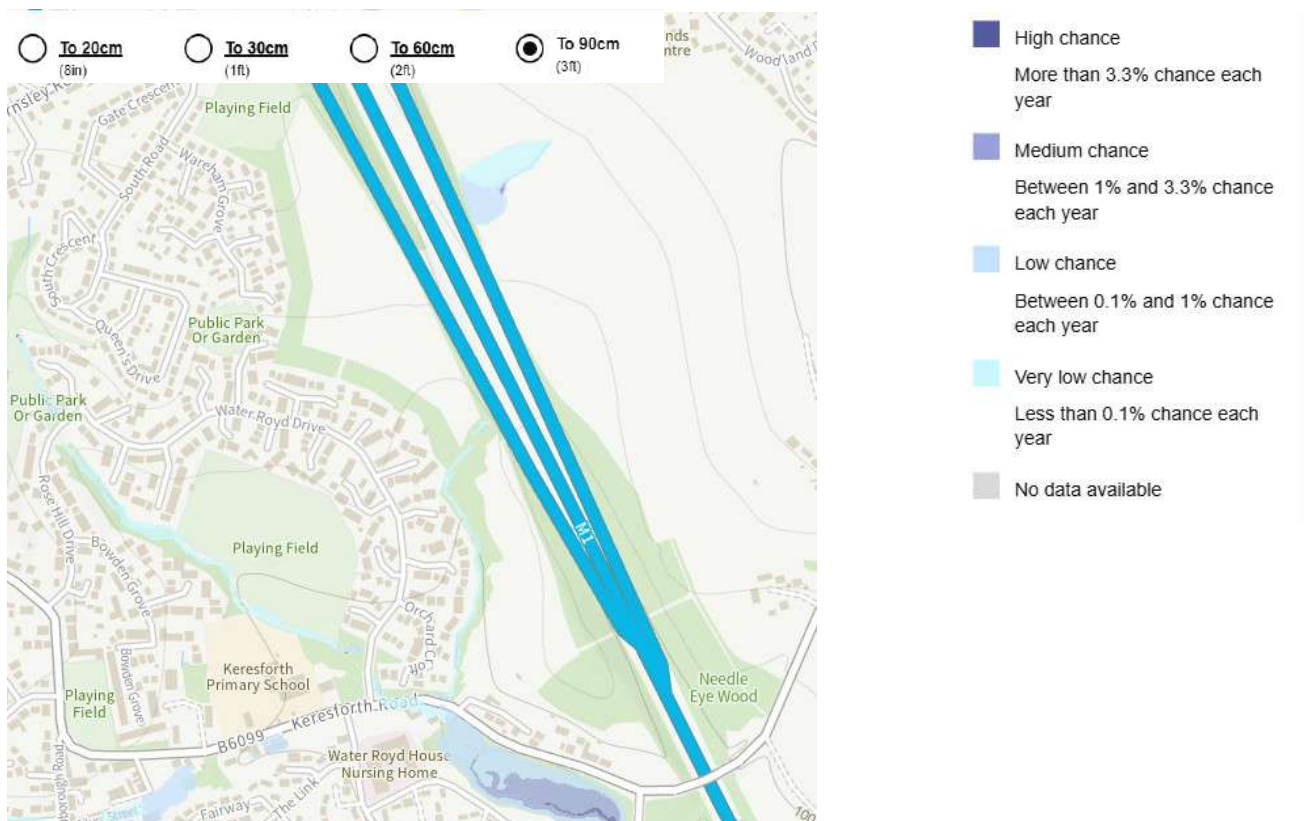 To 20cm
(8in)
To 30cm
(1ft)
To 60cm
(2ft)
To 90cm
(3ft)
Playing Field
Gate Crescent
South Road
Wareham Grove
South Crescent
Queen's Drive
Public Park
Or Garden
Public Park
Or Garden
Water Royd Drive
Rose Hill Drive
Bowden Grove
Playing Field
M1
Orchard Cl
Croft
Keresforth
Primary School
Bowden Grove
Playing
Field
Needle
Eye Wood
B6099
Keresforth Road
Water Royd House
Nursing Home
Fairway
The Link
100
High chance
More than 3.3% chance each
year
Medium chance
Between 1% and 3.3% chance
each year
Low chance
Between 0.1% and 1% chance
each year
Very low chance
Less than 0.1% chance each
year
No data available